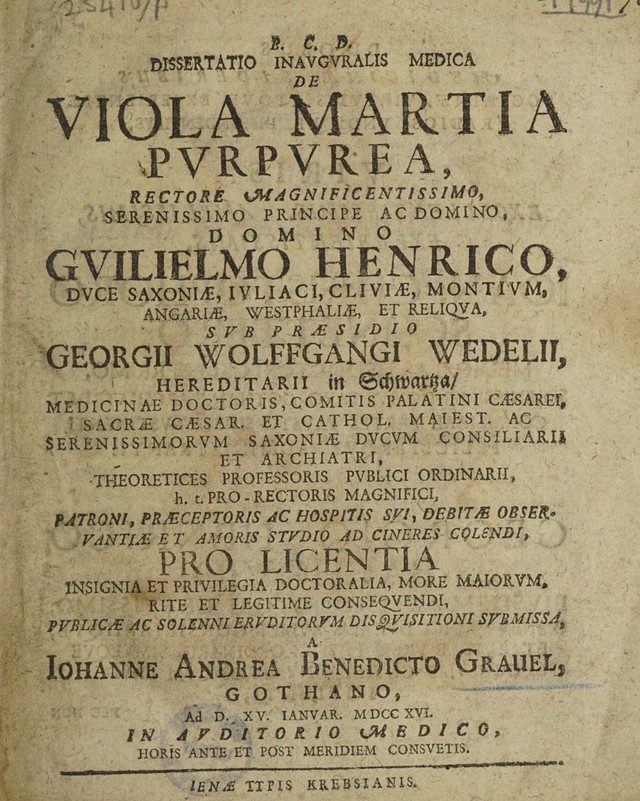 B. C. D.
DISSERTATIO INAVGVRALIS MEDICA
DE
VIOLA MARTIA
PVRPVREA,
RECTORE MAGNIFICENTISSIMO,
SERENISSIMO PRINCIPE AC DOMINO,
DOMINO
GVILIELMO HENRICO,
DVCE SAXONIÆ, IVLIACI, CLIVIÆ, MONTIVM,
ANGARIÆ, WESTPHALIÆ, ET RELIQVA,
SVB PRÆSIDIO
GEORGII WOLFFGANGI WEDELII,
HEREDITARII in Schwartza/
MEDICINAE DOCTORIS, COMITIS PALATINI CÆSAREI,
SACRÆ CÆSAR. ET CATHOL. MAIEST. AC
SERENISSIMORVM SAXONIÆ DVCVM CONSILIARII
ET ARCHIATRI,
THEORETICES PROFESSORIS PVBLICI ORDINARII,
h. t. PRO-RECTORIS MAGNIFICI,
PATRONI, PRÆCEPTORIS AC HOSPITIS SVI, DEBITÆ OBSER-
VANTIÆ ET AMORIS STVDIO AD CINERES COLENDI,
PRO LICENTIA
INSIGNIA ET PRIVILEGIA DOCTORALIA, MORE MAIORVM,
RITE ET LEGITIME CONSEQVENDI,
PVBLICÆ AC SOLENNI ERVDITORVM DISQVISITIONI SVBMISSA,
A
IOHANNE ANDREA BENEDICTO GRAUEL,
GOTHANO,
Ad D. XV. IANVAR. MDCC XVI.
IN AVDITORIO MEDICO,
HORIS ANTE ET POST MERIDIEM CONSVETIS.
IENÆ TYPIS KREBSIANIS.